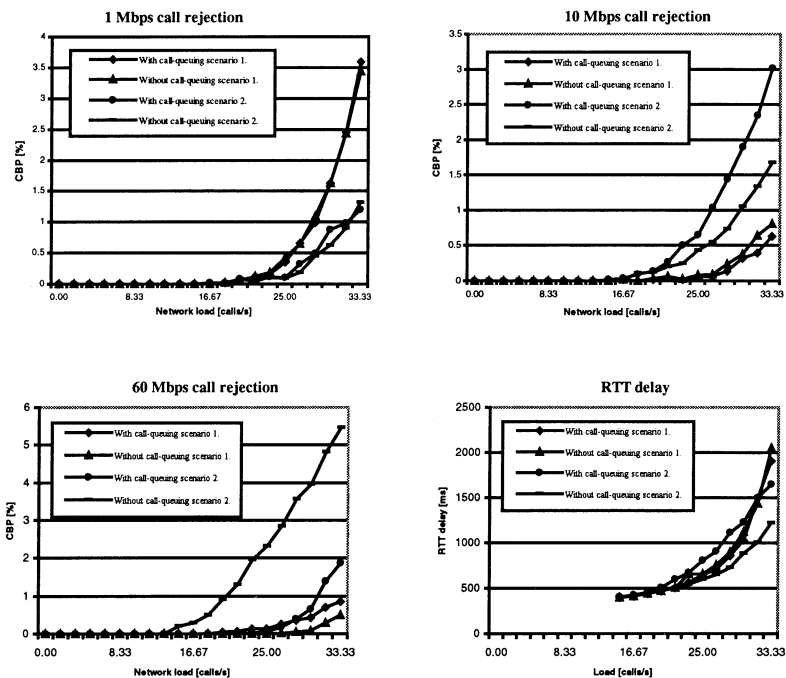 1 Mbps call rejection
4
3.5
3
2.5
2
1.5
1
0.5
0
CBP [%]
With call-queuing scenario 1.
Without call-queuing scenario 1.
With call-queuing scenario 2.
Without call-queuing scenario 2.
0.00 8.33 16.67 25.00 33.33
Network load [calls/s]
10 Mbps call rejection
3.5
3
2.5
2
1.5
1
0.5
0
CBP [%]
With call-queuing scenario 1.
Without call-queuing scenario 1.
With call-queuing scenario 2.
Without call-queuing scenario 2.
0.00 8.33 16.67 25.00 33.33
Network load [calls/s]
60 Mbps call rejection
6
5
4
3
2
1
0
CBP [%]
With call-queuing scenario 1.
Without call-queuing scenario 1.
With call-queuing scenario 2.
Without call-queuing scenario 2.
0.00 8.33 16.67 25.00 33.33
Network load [calls/s]
RTT delay
2500
2000
1500
1000
500
0
RTT delay [ms]
With call-queuing scenario 1.
Without call-queuing scenario 1.
With call-queuing scenario 2.
Without call-queuing scenario 2.
0.00 8.33 16.67 25.00 33.33
Load [calls/s]